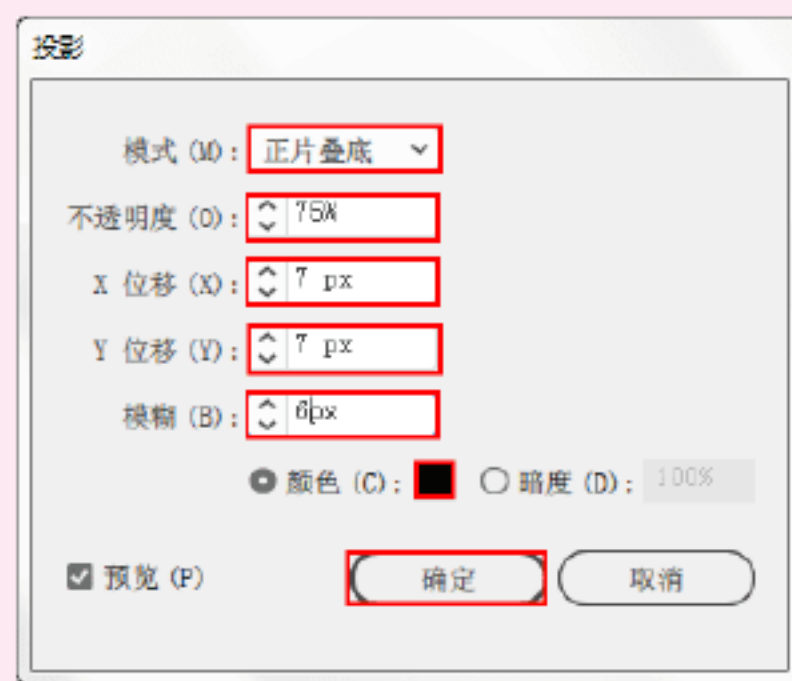 投影
模式 (M): 正片叠底
不透明度 (O): 75%
X 位移 (X): 7 px
Y 位移 (Y): 7 px
模糊 (B): 6px
颜色 (C): 暗度 (D): 100%
预览 (P) 确定 取消